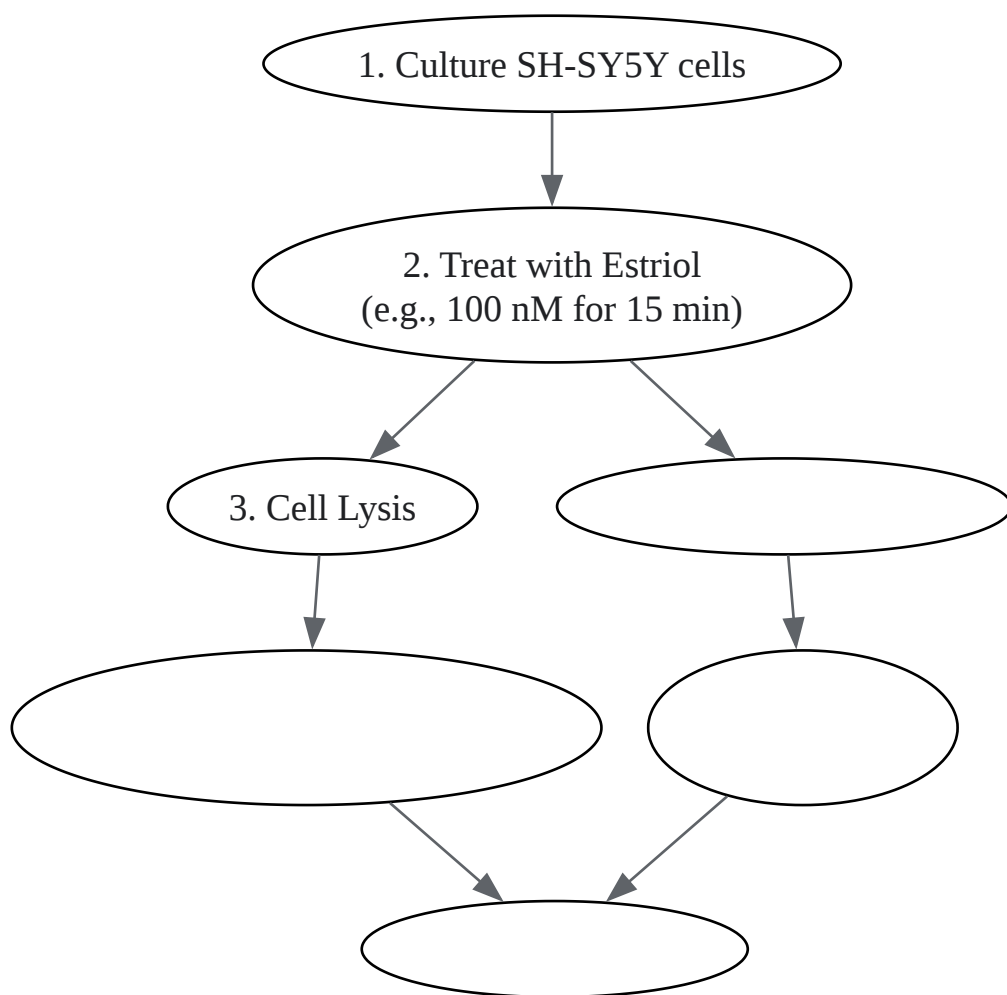 1. Culture SH-SY5Y cells
2. Treat with Estriol
(e.g., 100 nM for 15 min)
3. Cell Lysis